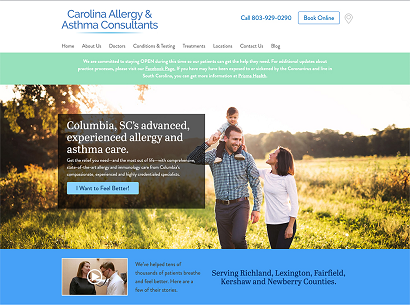 Carolina Allergy &
Asthma Consultants
Call 803-929-0290
Book Online
Home About Us Doctors Conditions & Testing Treatments Locations Contact Us Blog
We are committed to staying OPEN during this time so our patients can get the help they need. For additional updates about
practice processes, please visit our Facebook Page. If you have may have been exposed to or ordered by the Coronavirus and live in
South Carolina, you can get more information at Prisma Health.
Columbia, SC's advanced,
experienced allergy and
asthma care.
Get the relief you need—and the most out of life—with comprehensive,
state-of-the-art allergy and immunology care from Columbia's
compassionate, experienced and highly credentialed specialists.
I Want to Feel Better!
We've helped tens of
thousands of patients breathe
and feel better. Here are a
few of their stories.
Serving Richland, Lexington, Fairfield,
Kershaw and Newberry Counties.